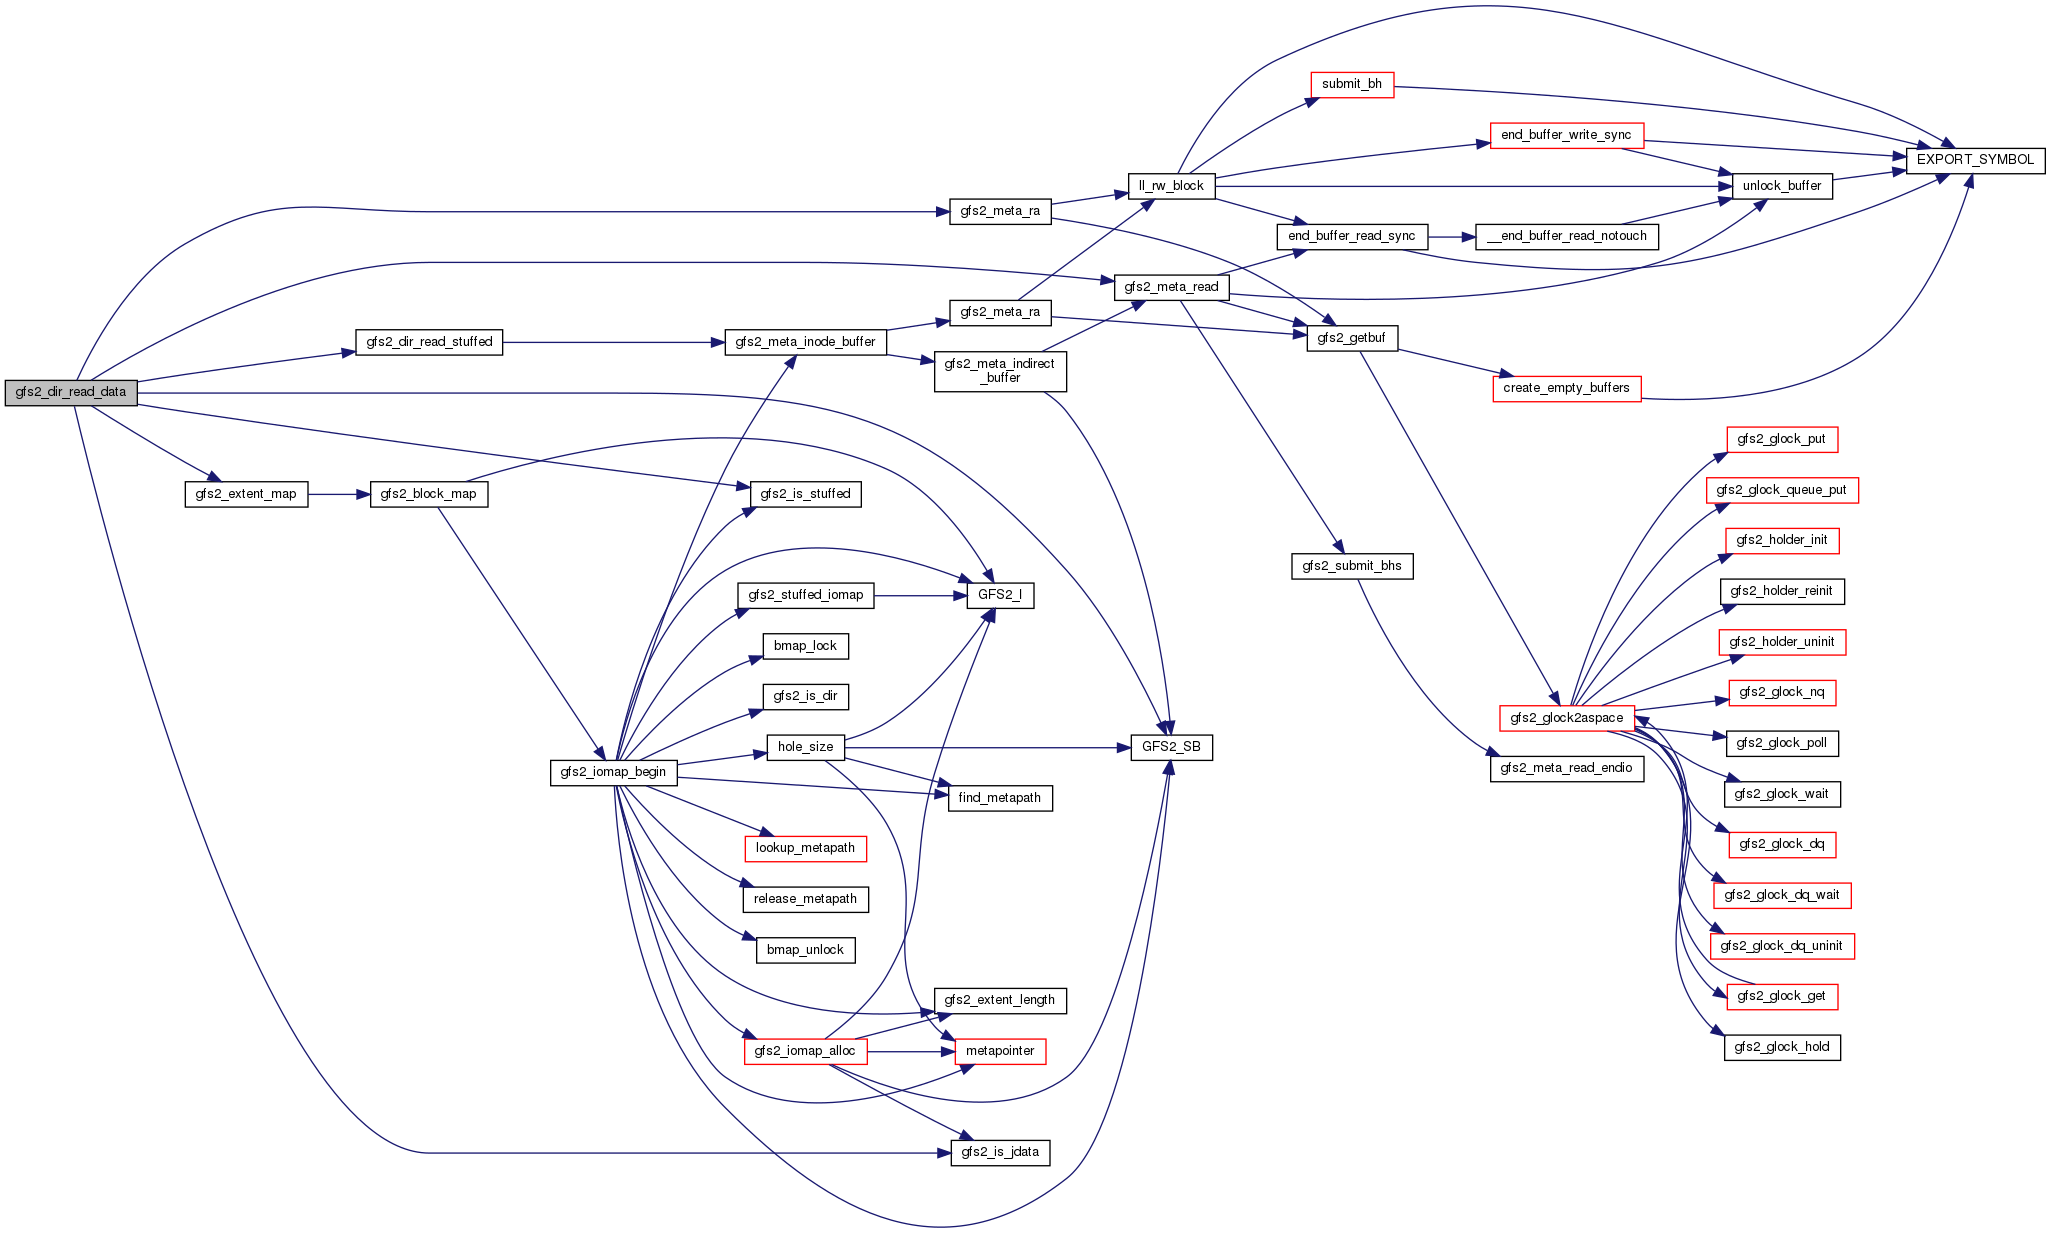 gfs2_dir_read_data
gfs2_extent_map
gfs2_dir_read_stuffed
gfs2_block_map
gfs2_iomap_begin
gfs2_meta_inode_buffer
gfs2_is_stuffed
gfs2_stuffed_iomap
bmap_lock
gfs2_is_dir
hole_size
lookup_metapath
release_metapath
bmap_unlock
gfs2_iomap_alloc
gfs2_meta_ra
gfs2_meta_ra
gfs2_meta_indirect
_buffer
GFS2_I
find_metapath
gfs2_extent_length
metapointer
gfs2_is_jdata
ll_rw_block
gfs2_meta_read
GFS2_SB
submit_bh
end_buffer_read_sync
gfs2_getbuf
gfs2_submit_bhs
end_buffer_write_sync
__end_buffer_read_notouch
create_empty_buffers
gfs2_glock2aspace
gfs2_meta_read_endio
unlock_buffer
gfs2_glock_put
gfs2_glock_queue_put
gfs2_holder_init
gfs2_holder_reinit
gfs2_holder_uninit
gfs2_glock_nq
gfs2_glock_poll
gfs2_glock_wait
gfs2_glock_dq
gfs2_glock_dq_wait
gfs2_glock_dq_uninit
gfs2_glock_get
gfs2_glock_hold
EXPORT_SYMBOL